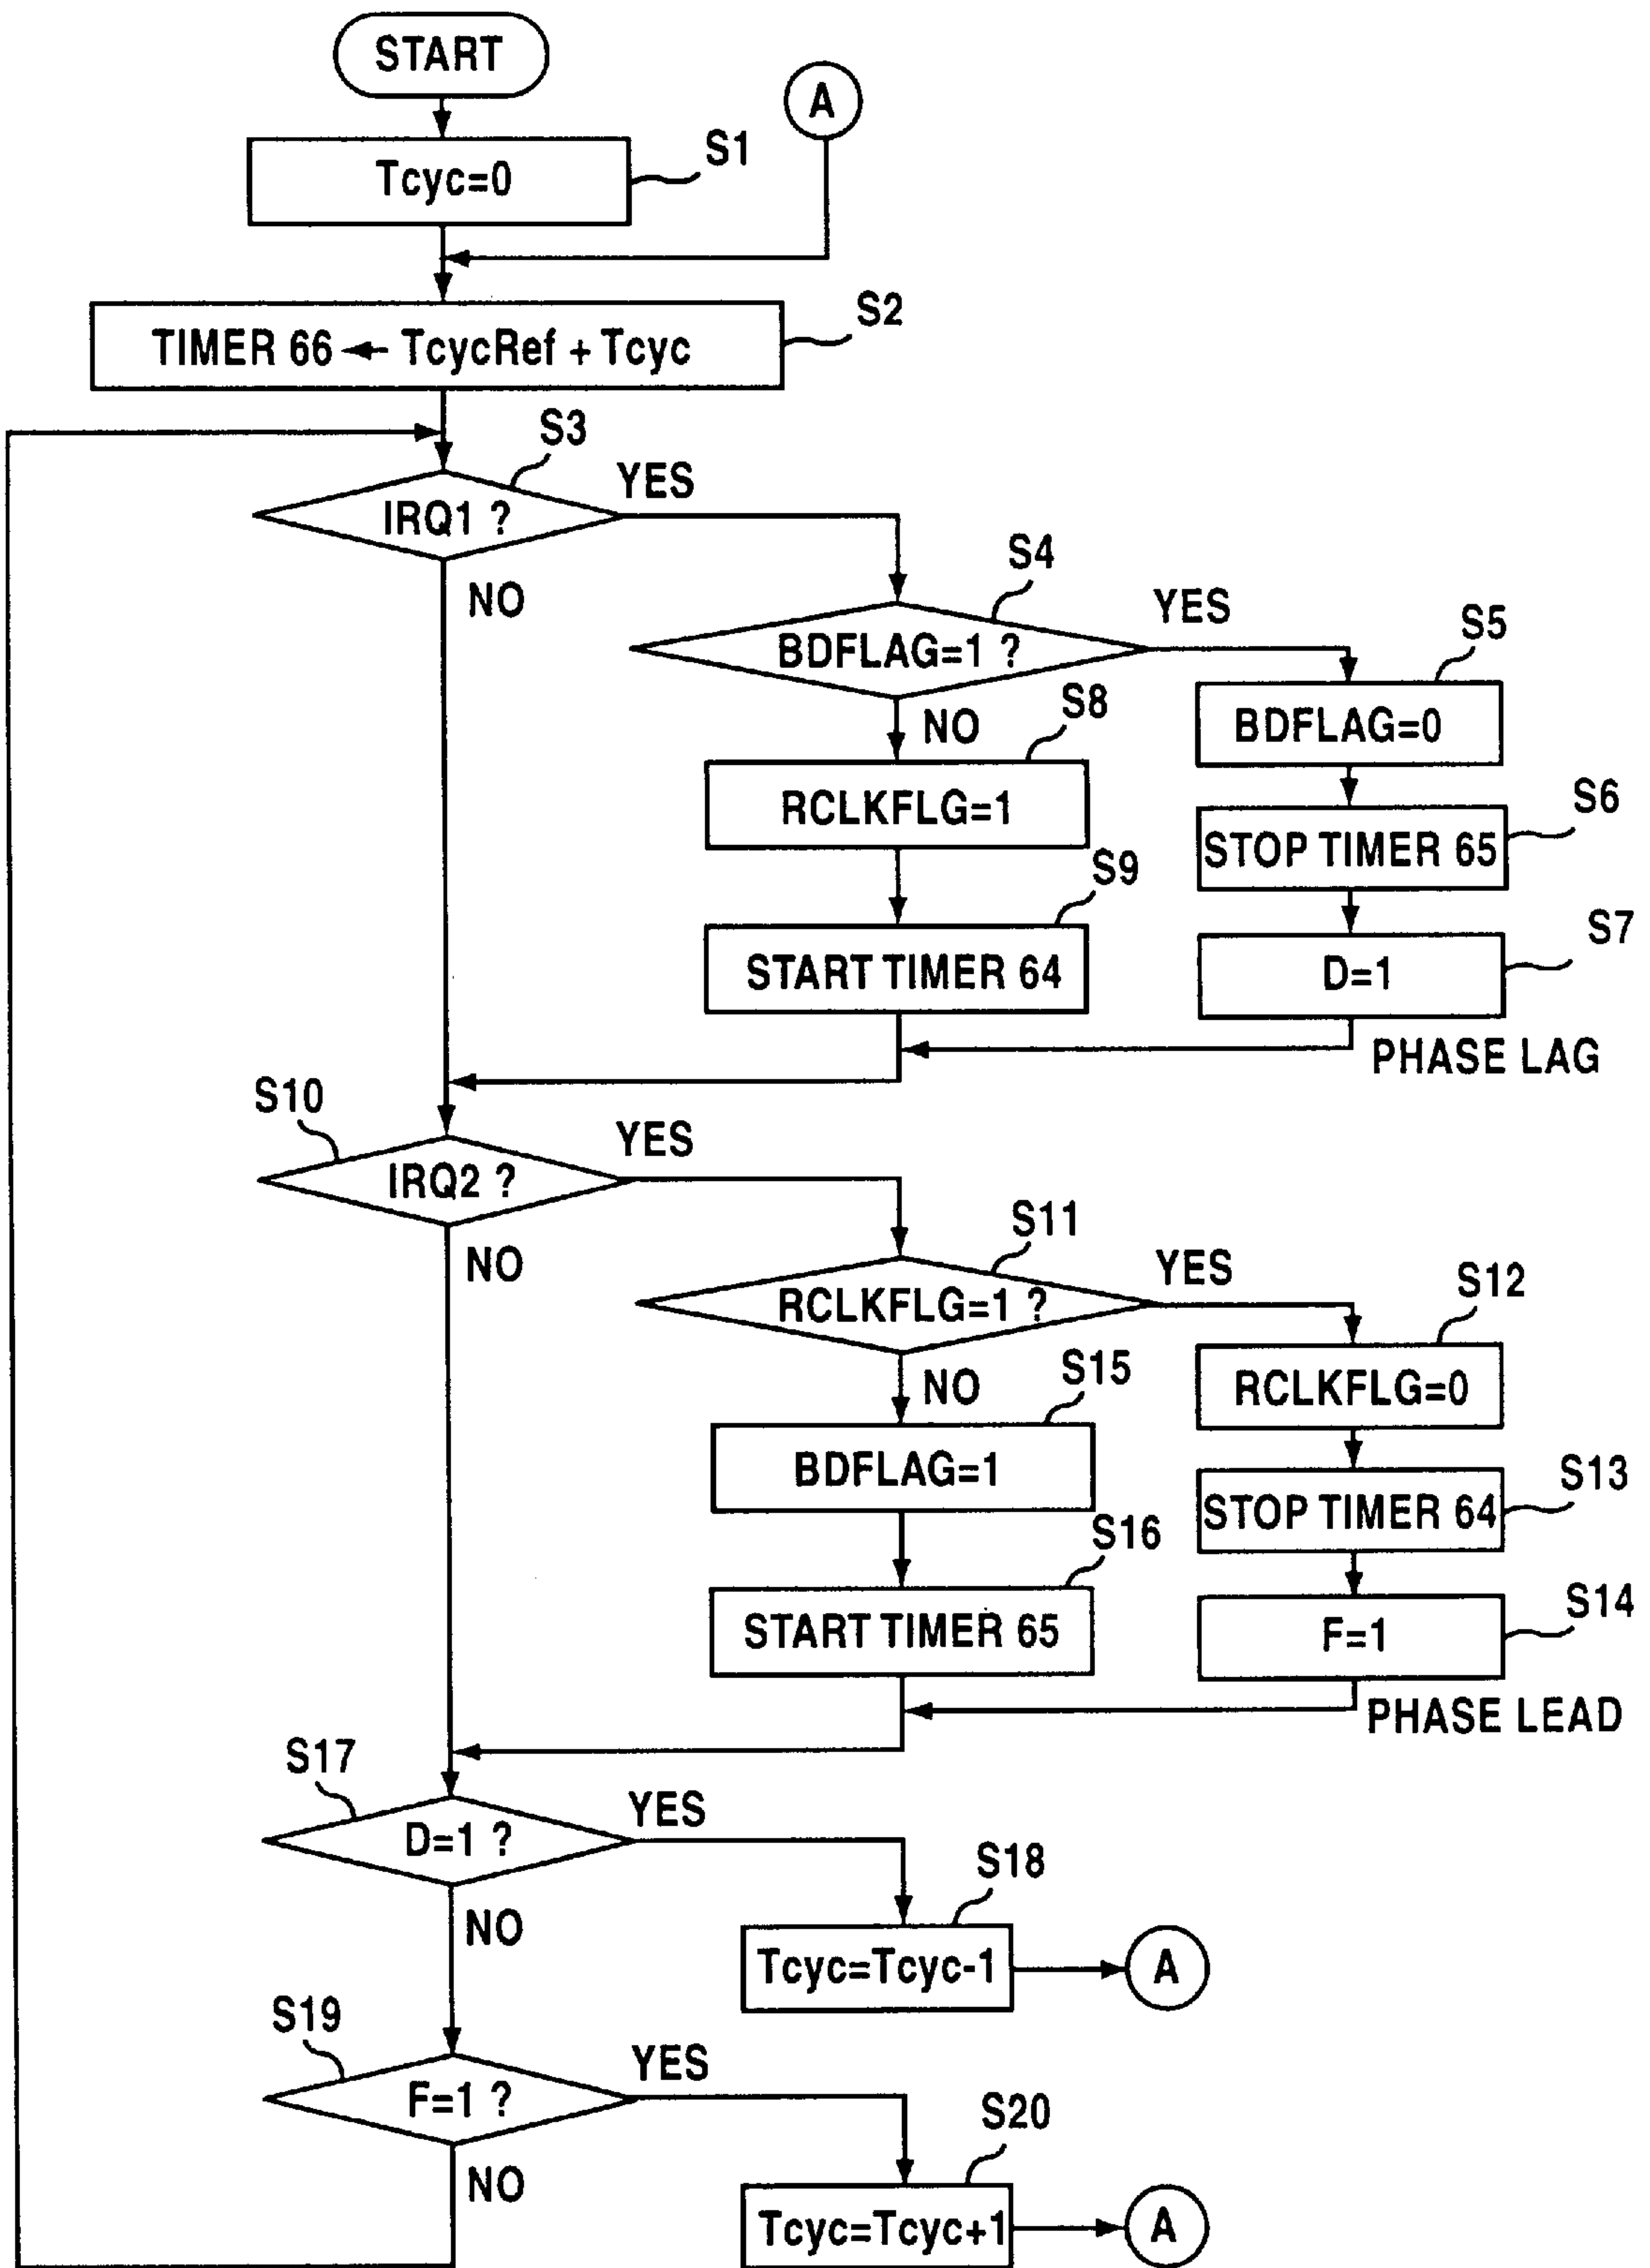 START
A
Tcyc=0
S1
TIMER 66 ← TcycRef + Tcyc
S2
IRQ1 ?
S3
YES
NO
BDFLAG=1 ?
S4
YES
NO
BDFLAG=0
S5
RCLKFLG=1
S8
STOP TIMER 65
S6
START TIMER 64
S9
D=1
S7
PHASE LAG
IRQ2 ?
S10
YES
NO
RCLKFLG=1 ?
S11
YES
NO
RCLKFLG=0
S12
BDFLAG=1
S15
STOP TIMER 64
S13
START TIMER 65
S16
F=1
S14
PHASE LEAD
D=1 ?
S17
YES
NO
Tcyc=Tcyc-1
S18
A
F=1 ?
S19
YES
NO
Tcyc=Tcyc+1
S20
A